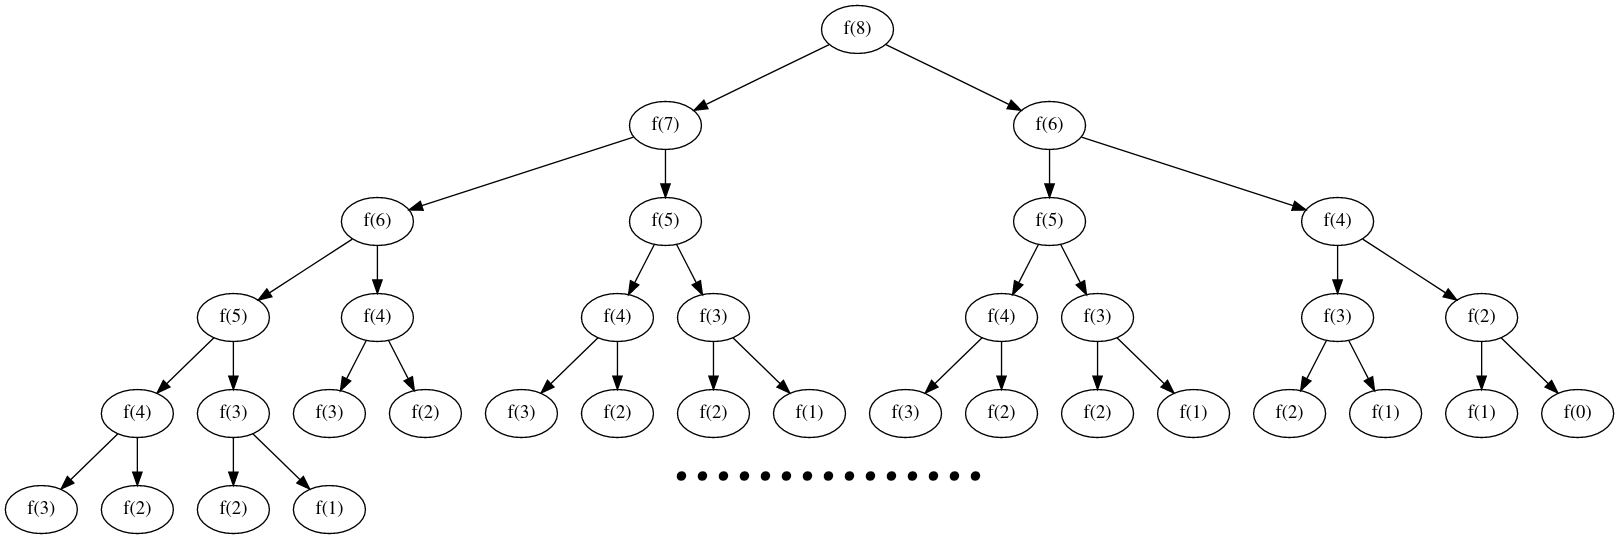 f(8)
f(7) f(6)
f(6) f(5) f(5) f(4)
f(5) f(4) f(4) f(3) f(4) f(3) f(3) f(2)
f(4) f(3) f(3) f(2) f(3) f(2) f(2) f(1) f(3) f(2) f(2) f(1) f(2) f(1) f(1) f(0)
...............
f(3) f(2) f(2) f(1)